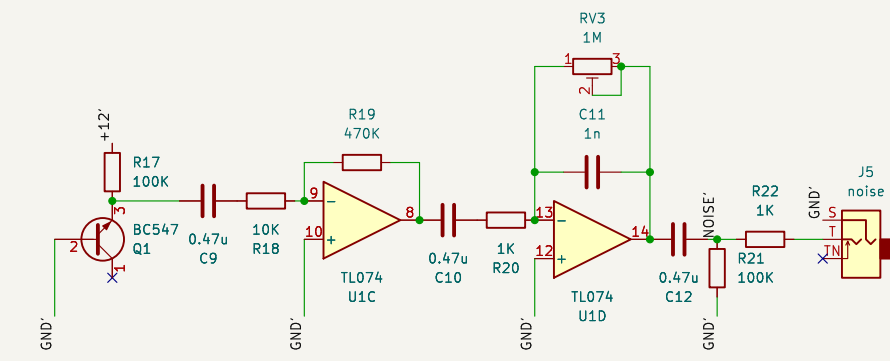 RV3
1M
1
3
2
C11
1n
R19
470K
+12'
R17
100K
3
2
BC547
Q1
1
0.47u
C9
10K
R18
9
8
10
TL074
U1C
0.47u
C10
1K
R20
13
14
12
TL074
U1D
0.47u
C12
NOISE'
R21
100K
R22
1K
GND'
J5
noise
S
T
TN
GND'
GND'
GND'
GND'